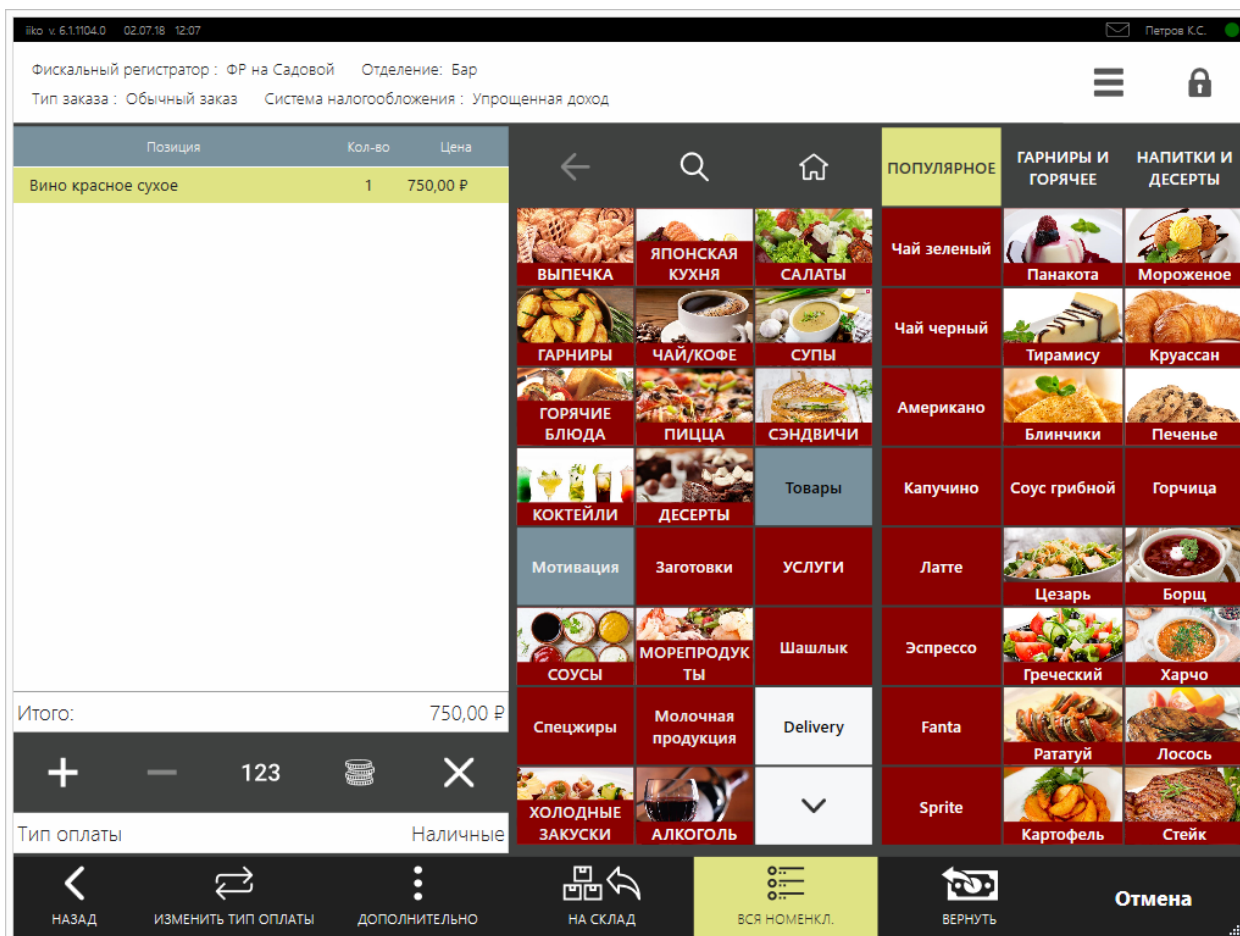 iiko v. 6.1.1104.0 02.07.18 12:07 Петров К.С.
Фискальный регистратор : ФР на Садовой Отделение: Бар
Тип заказа : Обычный заказ Система налогообложения : Упрощенная доход
Позиция Кол-во Цена
Вино красное сухое 1 750,00 ₽
Итого: 750,00 ₽
123
Тип оплаты Наличные
ВЫПЕЧКА
ЯПОНСКАЯ
КУХНЯ
САЛАТЫ
ГАРНИРЫ
ЧАЙ/КОФЕ
СУПЫ
ГОРЯЧИЕ
БЛЮДА
ПИЦЦА
СЭНДВИЧИ
КОКТЕЙЛИ
ДЕСЕРТЫ
Товары
Мотивация
Заготовки
УСЛУГИ
СОУСЫ
МОРЕПРОДУК
ТЫ
Шашлык
Спецжиры
Молочная
продукция
Delivery
ХОЛОДНЫЕ
ЗАКУСКИ
АЛКОГОЛЬ
ПОПУЛЯРНОЕ
ГАРНИРЫ И
ГОРЯЧЕЕ
НАПИТКИ И
ДЕСЕРТЫ
Чай зеленый
Панакота
Мороженое
Чай черный
Тирамису
Круассан
Американо
Блинчики
Печенье
Капучино
Соус грибной
Горчица
Латте
Цезарь
Борщ
Эспрессо
Греческий
Харчо
Fanta
Рататуй
Лосось
Sprite
Картофель
Стейк
НАЗАД
ИЗМЕНИТЬ ТИП ОПЛАТЫ
ДОПОЛНИТЕЛЬНО
НА СКЛАД
ВСЯ НОМЕНКЛ.
ВЕРНУТЬ
Отмена